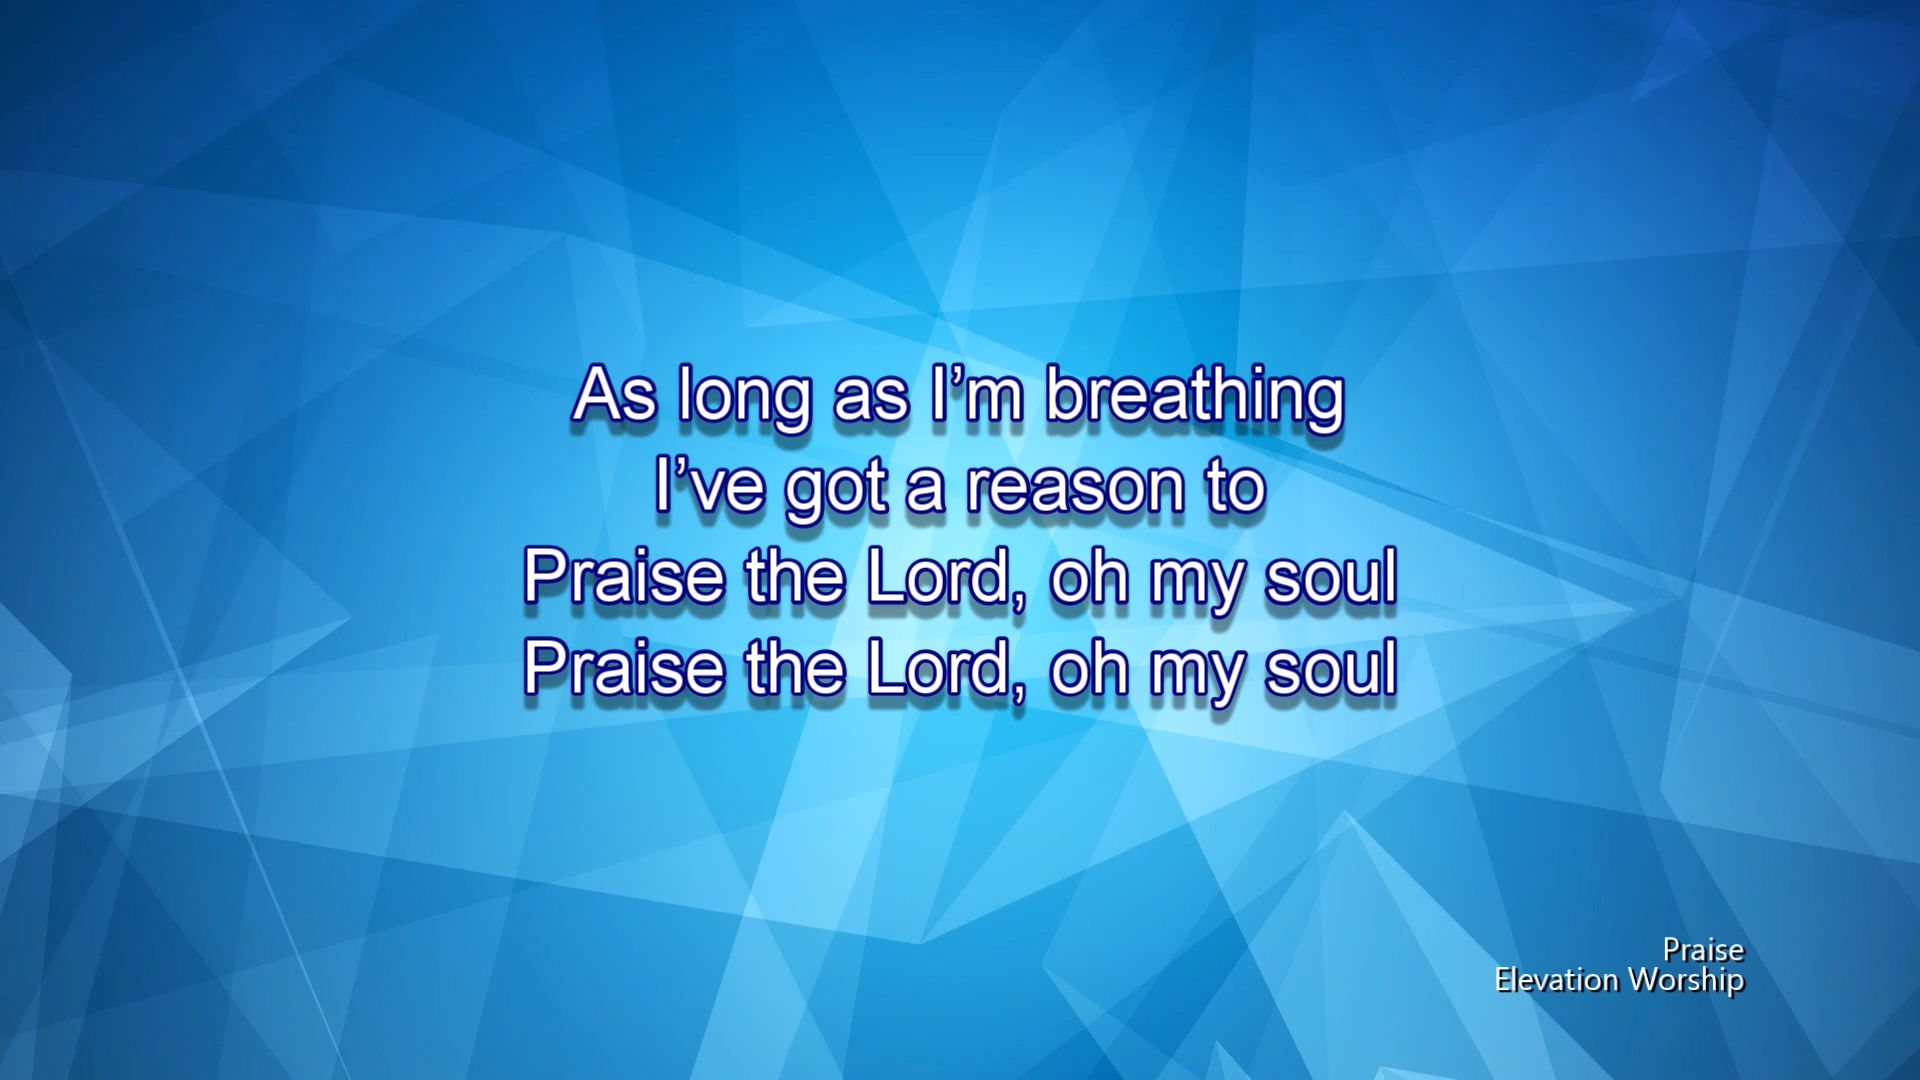 As long as I’m breathing
I’ve got a reason to
Praise the Lord, oh my soul
Praise the Lord, oh my soul
Praise
Elevation Worship